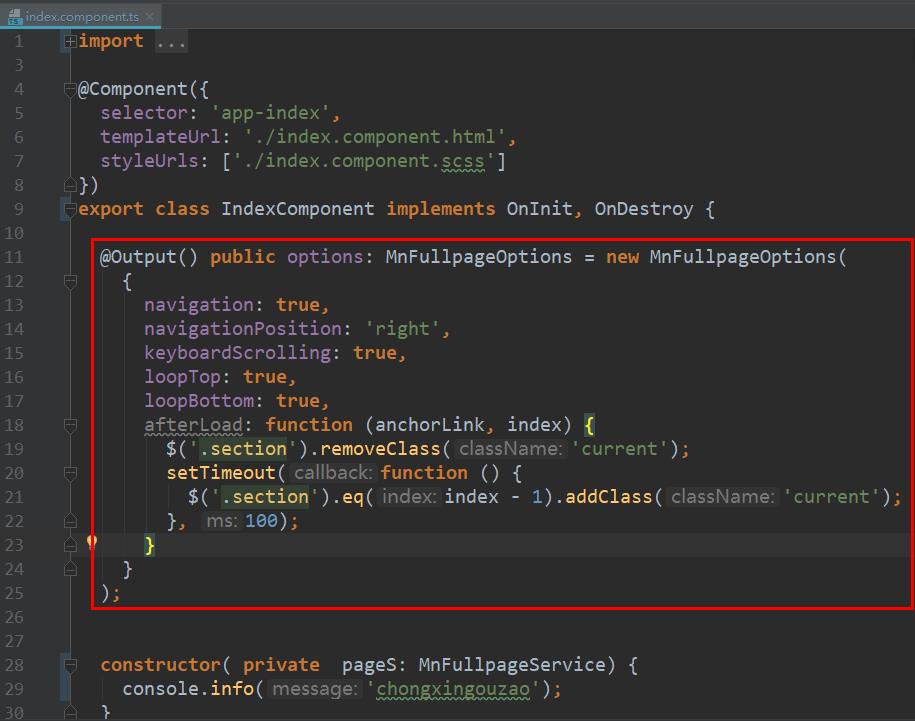 index.component.ts
1 import ...
3
4 @Component({
5 selector: 'app-index',
6 templateUrl: './index.component.html',
7 styleUrls: ['./index.component.scss']
8 })
9 export class IndexComponent implements OnInit, OnDestroy {
10
11 @Output() public options: MnFullpageOptions = new MnFullpageOptions(
12 {
13 navigation: true,
14 navigationPosition: 'right',
15 keyboardScrolling: true,
16 loopTop: true,
17 loopBottom: true,
18 afterLoad: function (anchorLink, index) {
19 $('.section').removeClass( className: 'current');
20 setTimeout( callback: function () {
21 $('.section').eq( index: index - 1).addClass( className: 'current');
22 }, ms: 100);
23 }
24 }
25 );
26
27
28 constructor( private pageS: MnFullpageService) {
29 console.info( message: 'chongxingouzao');
30 }